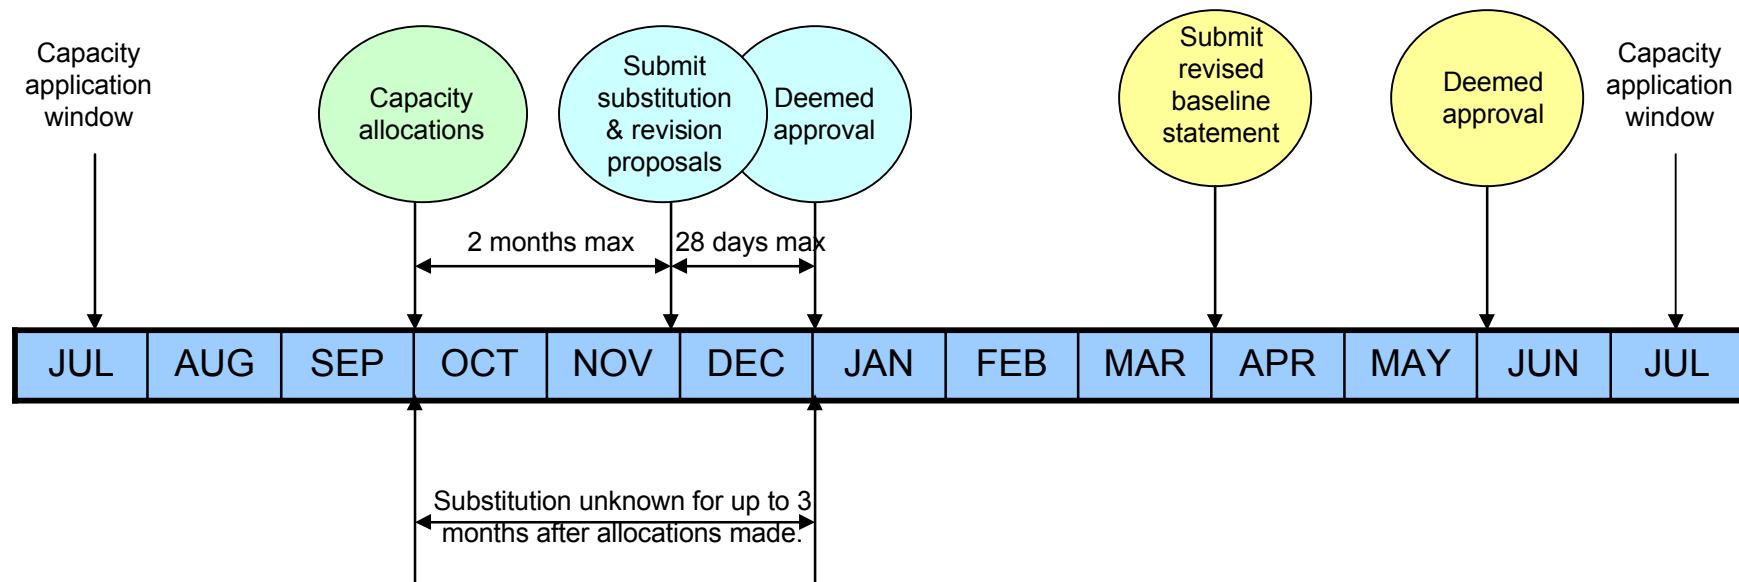 Capacity
application
window
Capacity
allocations
Submit
substitution
& revision
proposals
Deemed
approval
Submit
revised
baseline
statement
Deemed
approval
Capacity
application
window
2 months max
28 days max
JUL
AUG
SEP
OCT
NOV
DEC
JAN
FEB
MAR
APR
MAY
JUN
JUL
Substitution unknown for up to 3
months after allocations made.